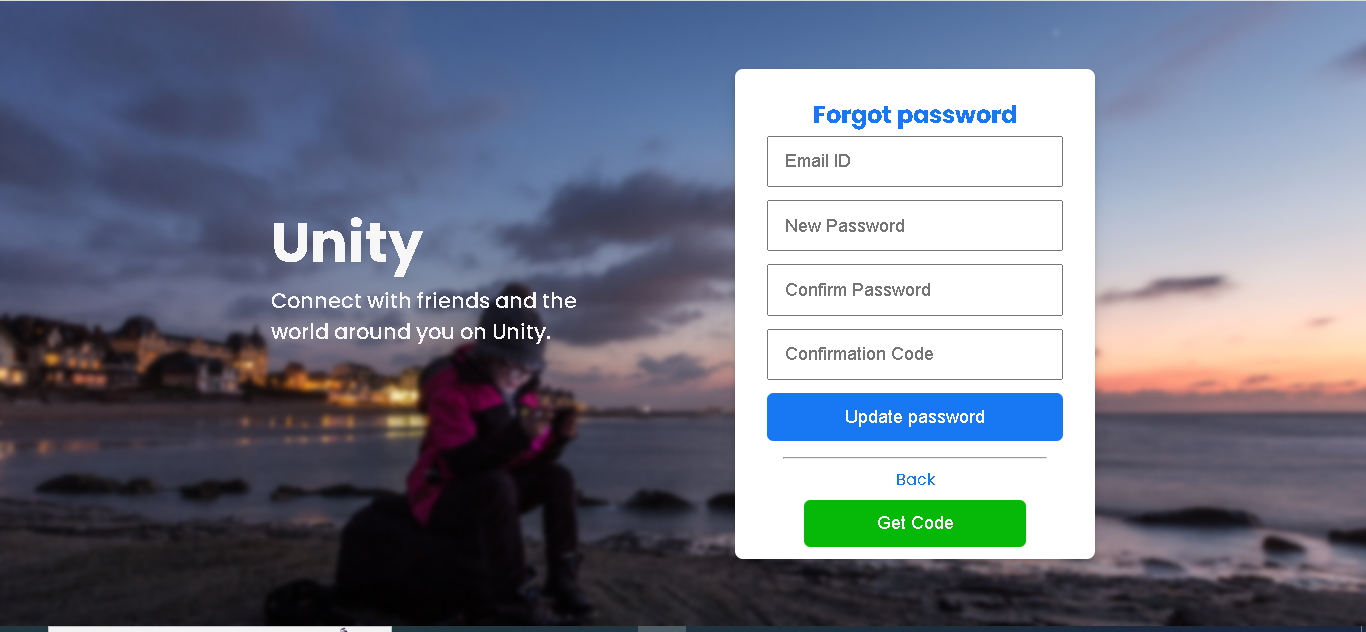 Unity
Connect with friends and the
world around you on Unity.
Forgot password
Email ID
New Password
Confirm Password
Confirmation Code
Update password
Back
Get Code